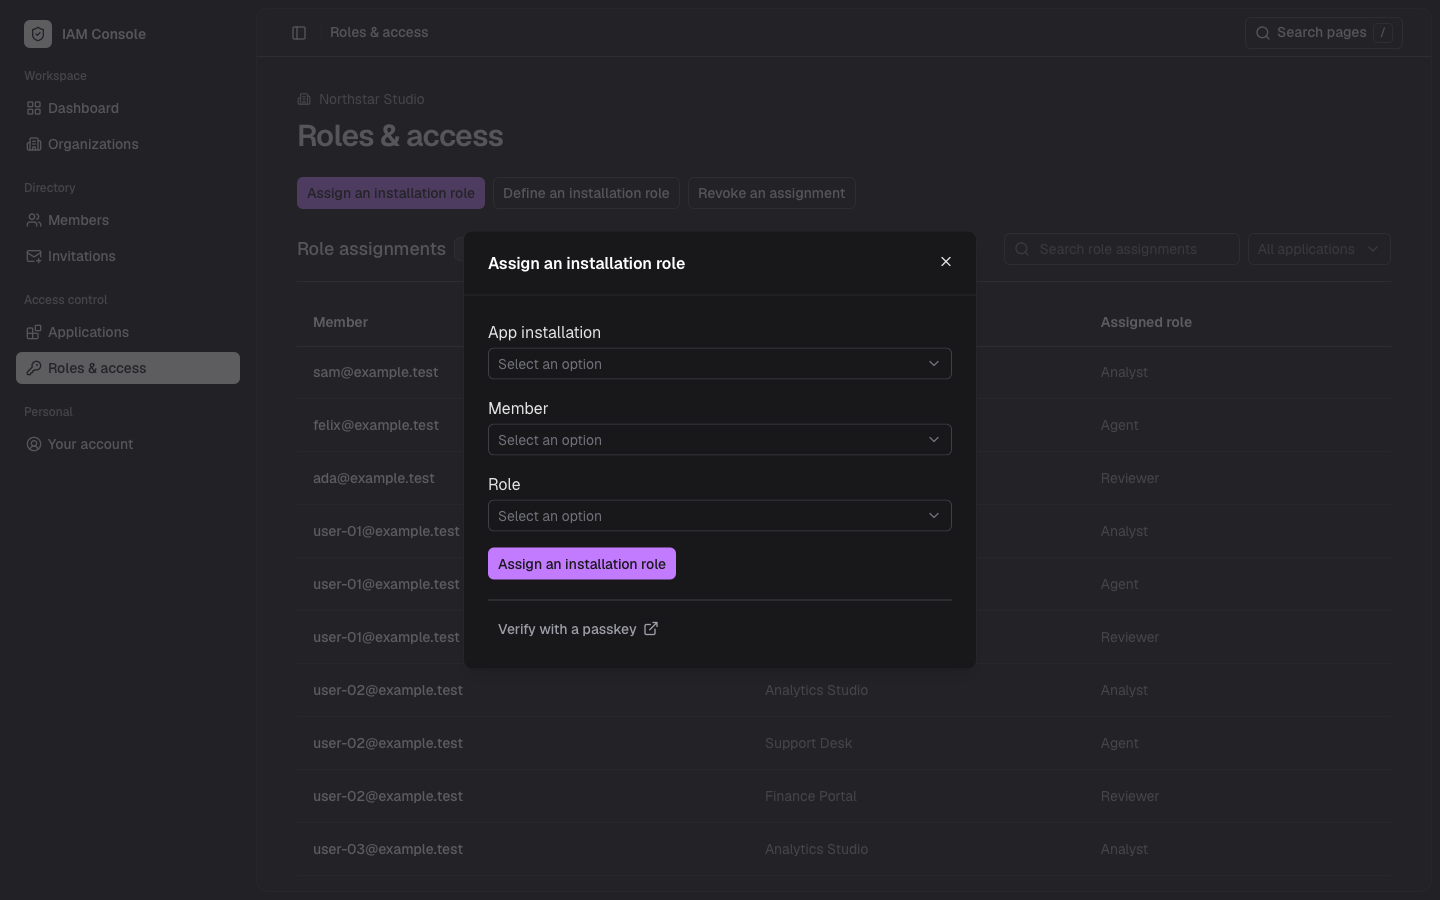 IAM Console
Workspace
Dashboard
Organizations
Directory
Members
Invitations
Access control
Applications
Roles & access
Personal
Your account
Roles & access
Search pages /
Northstar Studio
Roles & access
Assign an installation role
Define an installation role
Revoke an assignment
Role assignments
Search role assignments
All applications
Member
Assigned role
sam@example.test
Analyst
felix@example.test
Agent
ada@example.test
Reviewer
user-01@example.test
Analyst
user-01@example.test
Agent
user-01@example.test
Reviewer
user-02@example.test
Analytics Studio
Analyst
user-02@example.test
Support Desk
Agent
user-02@example.test
Finance Portal
Reviewer
user-03@example.test
Analytics Studio
Analyst
Assign an installation role
App installation
Select an option
Member
Select an option
Role
Select an option
Assign an installation role
Verify with a passkey